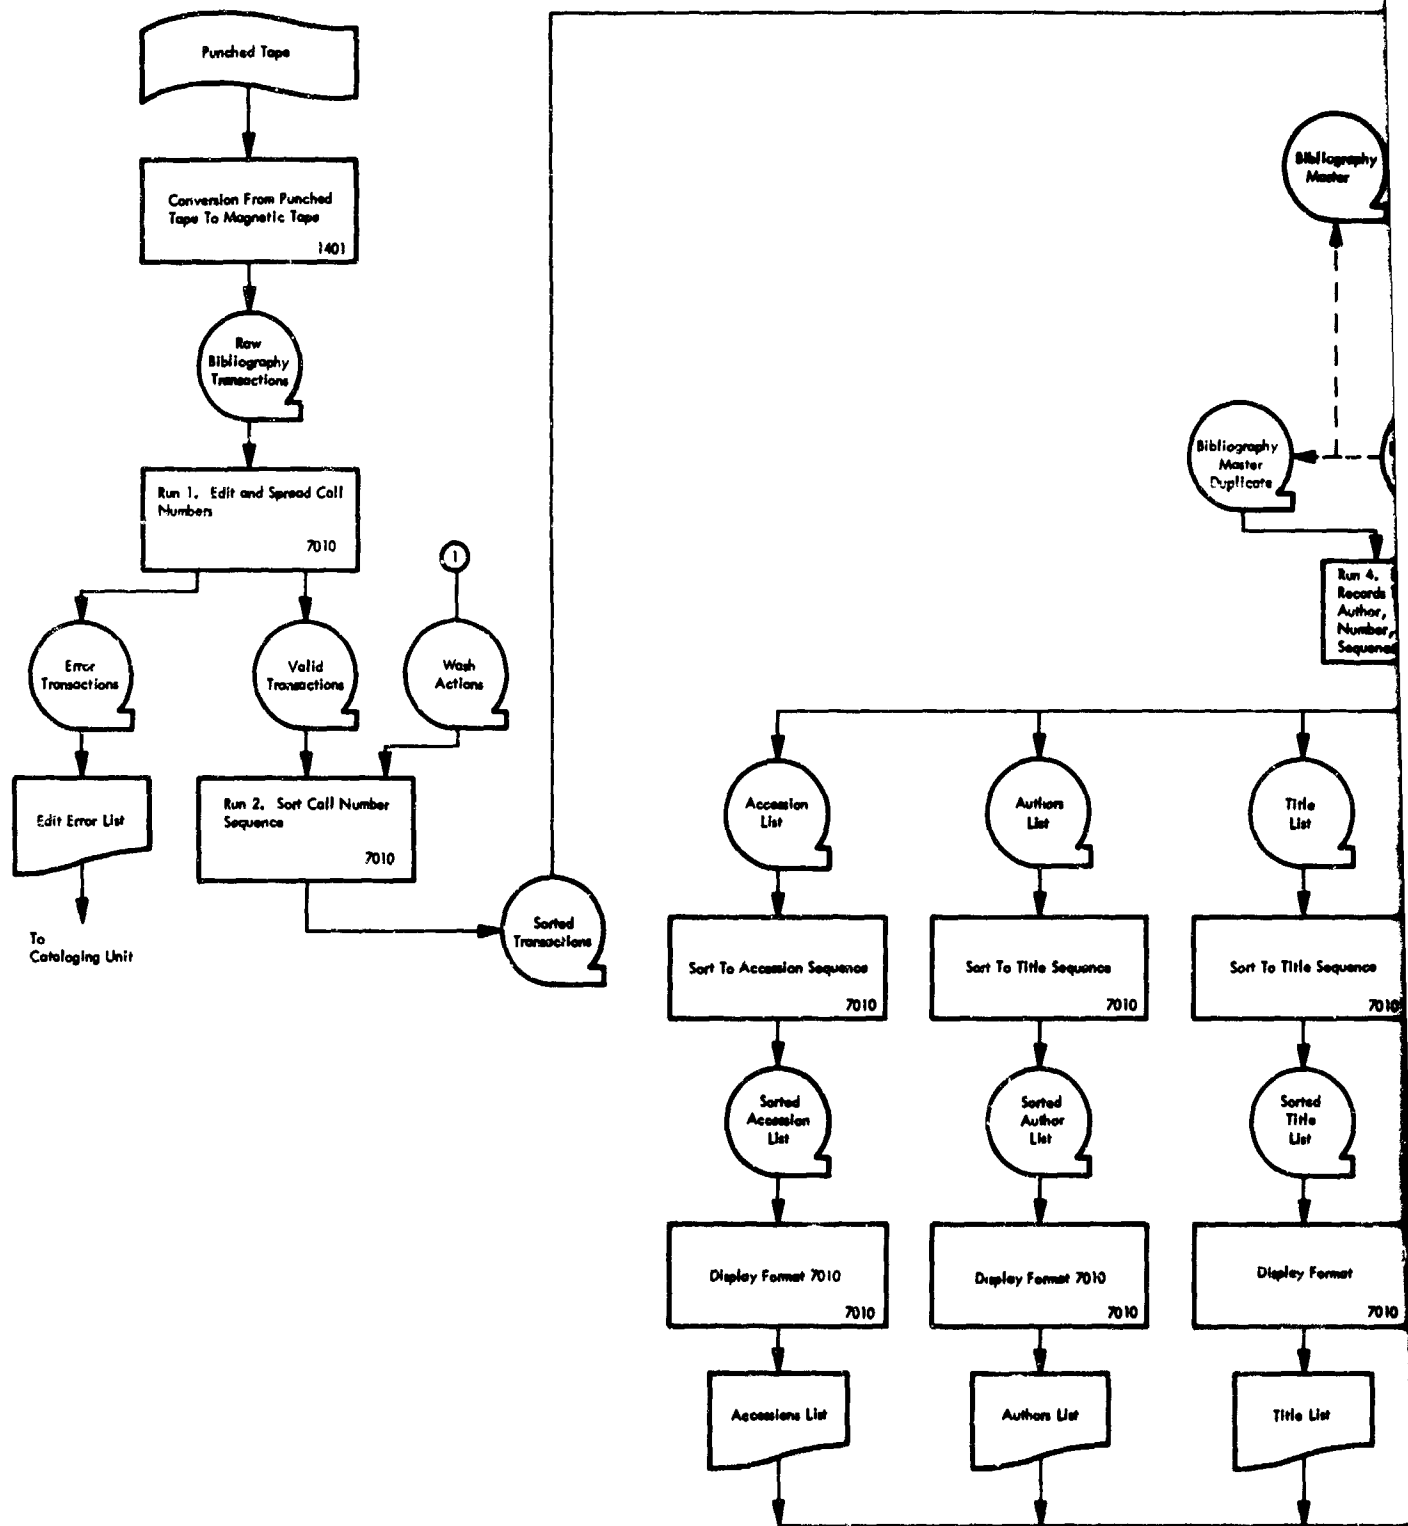 Punched Tape
Conversion From Punched
Tape To Magnetic Tape
1401
Raw
Bibliography
Transactions
Run 1. Edit and Spread Call
Numbers
7010
1
Error
Transactions
Valid
Transactions
Wash
Actions
Edit Error List
Run 2. Sort Call Number
Sequence
7010
To
Cataloging Unit
Sorted
Transactions
Bibliography
Master
Bibliography
Master
Duplicate
Run 4.
Records
Author,
Number,
Accession
List
Authors
List
Title
List
Sort To Accession Sequence
7010
Sort To Title Sequence
7010
Sort To Title Sequence
7010
Sorted
Accession
List
Sorted
Author
List
Sorted
Title
List
Display Format 7010
7010
Display Format 7010
7010
Display Format
7010
Accessions List
Authors List
Title List